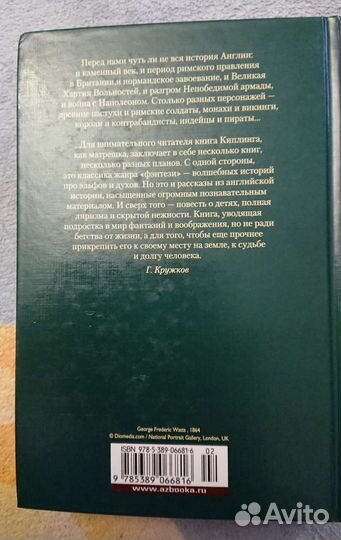 Перед нами чуть ли не вся история Англии:
и каменный век, и период римского правления
в Британии, и нормандское завоевание, и Великая
Хартия Вольностей, и разгром Непобедимой армады,
и война с Наполеоном. Столько разных персонажей —
древние пастухи и римские солдаты, монахи и викинги,
корсары и контрабандисты, индейцы и пираты...
Для внимательного читателя книга Киплинга,
как матрешка, заключает в себе несколько книг,
несколько разных планов. С одной стороны,
это классика жанра «фэнтези» — волшебных историй
про эльфов и духов. Но это и рассказы из английской
истории, насыщенные огромным познавательным
материалом. И сверх того — повесть о детях, полная
лиризма и скрытой нежности. Книга, уводящая
подростка в мир фантазий и воображения, но не ради
бегства от жизни, а для того, чтобы еще прочнее
прикрепить его к своему месту на земле, к судьбе
и долгу человека.
Г. Кружков
George Frederic Watts , 1864
© Diomedia.com / National Portrait Gallery, London, UK
ISBN 978-5-389-06681-6 02
9 785389 066816
www.azbooka.ru
Avito